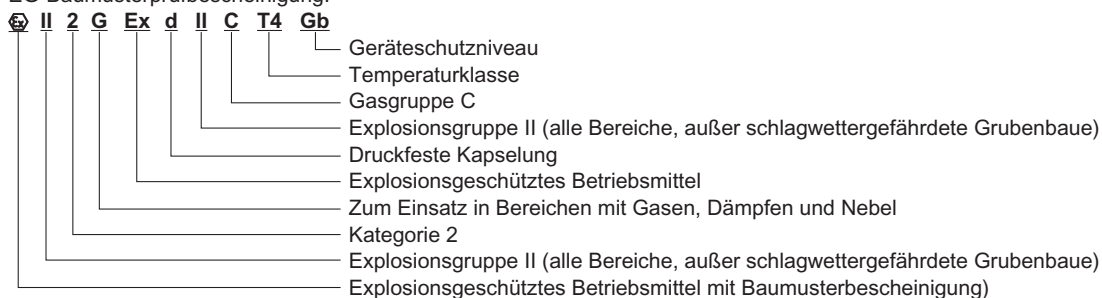 EG-Baumusterprüfbescheinigung:
Ex II 2 G Ex d II C T4 Gb
Geräteschutzniveau
Temperaturklasse
Gasgruppe C
Explosionsgruppe II (alle Bereiche, außer schlagwettergefährdete Grubenbaue)
Druckfeste Kapselung
Explosionsgeschütztes Betriebsmittel
Zum Einsatz in Bereichen mit Gasen, Dämpfen und Nebel
Kategorie 2
Explosionsgruppe II (alle Bereiche, außer schlagwettergefährdete Grubenbaue)
Explosionsgeschütztes Betriebsmittel mit Baumusterbescheinigung)